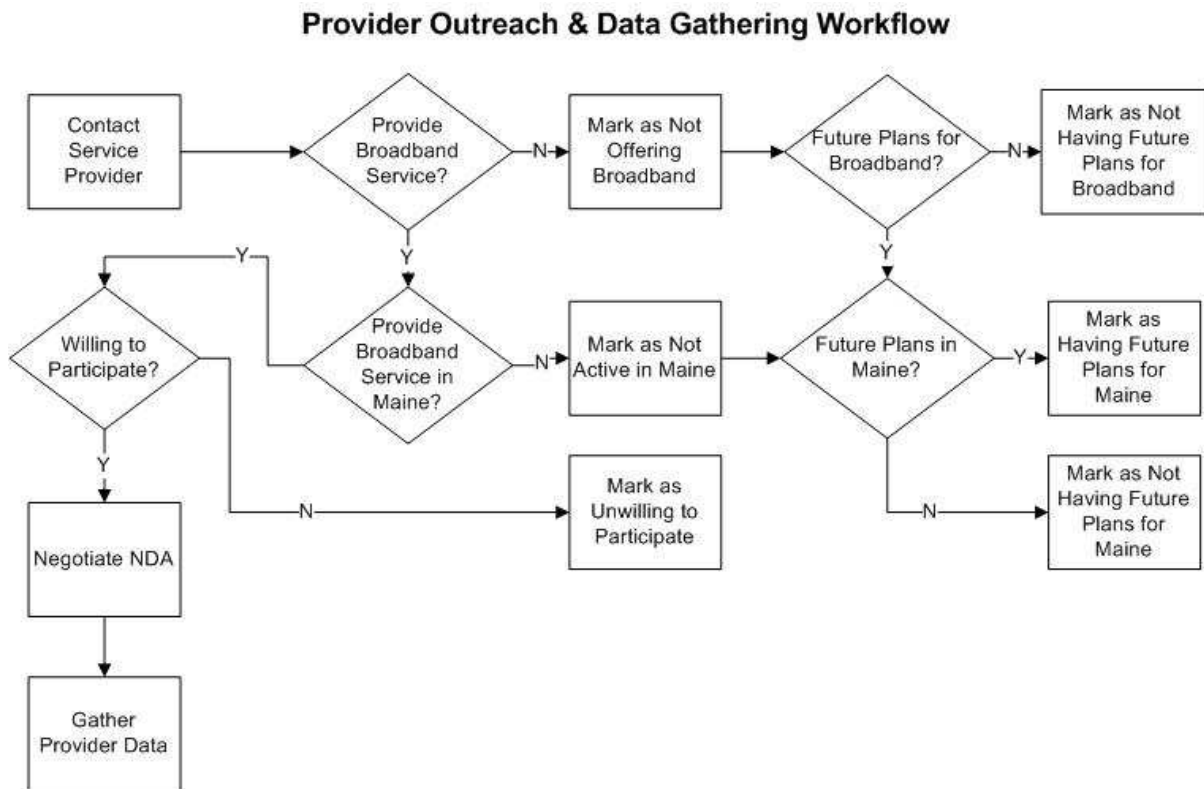 Provider Outreach & Data Gathering Workflow
Contact
Service
Provider
Provide
Broadband
Service?
N
Mark as Not
Offering
Broadband
Future Plans for
Broadband?
N
Mark as Not
Having Future
Plans for
Broadband
Y
Y
Y
Willing to
Participate?
Provide
Broadband
Service in
Maine?
N
Mark as Not
Active in Maine
Future Plans in
Maine?
Y
Mark as
Having Future
Plans for
Maine
Y
Negotiate NDA
N
Mark as
Unwilling to
Participate
N
Mark as Not
Having Future
Plans for
Maine
Gather
Provider Data